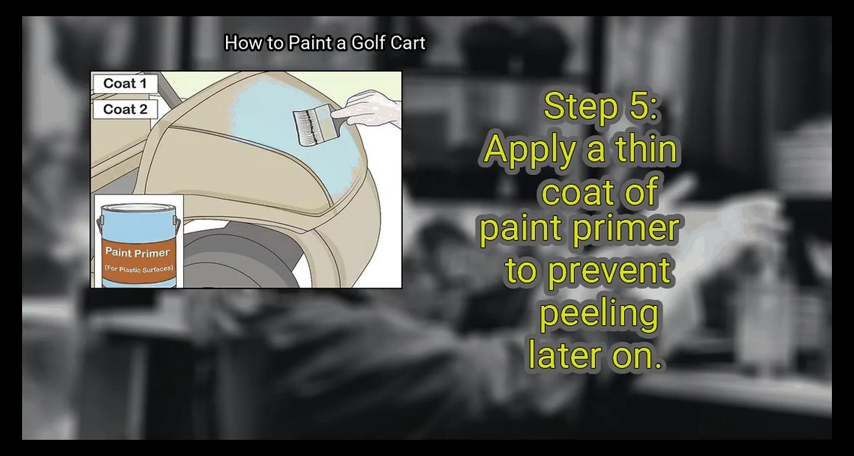 How to Paint a Golf Cart
Coat 1
Coat 2
Paint Primer
(For Plastic Surfaces)
Step 5:
Apply a thin
coat of
paint primer
to prevent
peeling
later on.